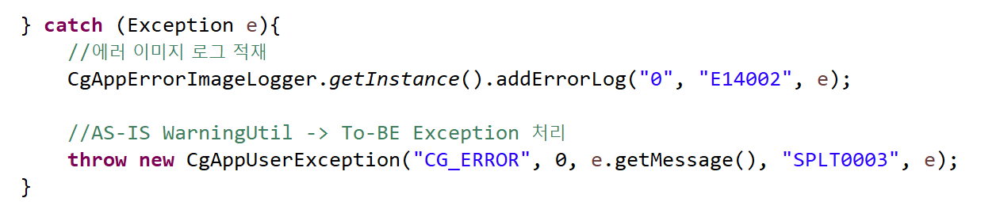 } catch (Exception e){
    //에러 이미지 로그 적재
    CgAppErrorImageLogger.getInstance().addErrorLog("0", "E14002", e);

    //AS-IS WarningUtil -> To-BE Exception 처리
    throw new CgAppUserException("CG_ERROR", 0, e.getMessage(), "SPLT0003", e);
}